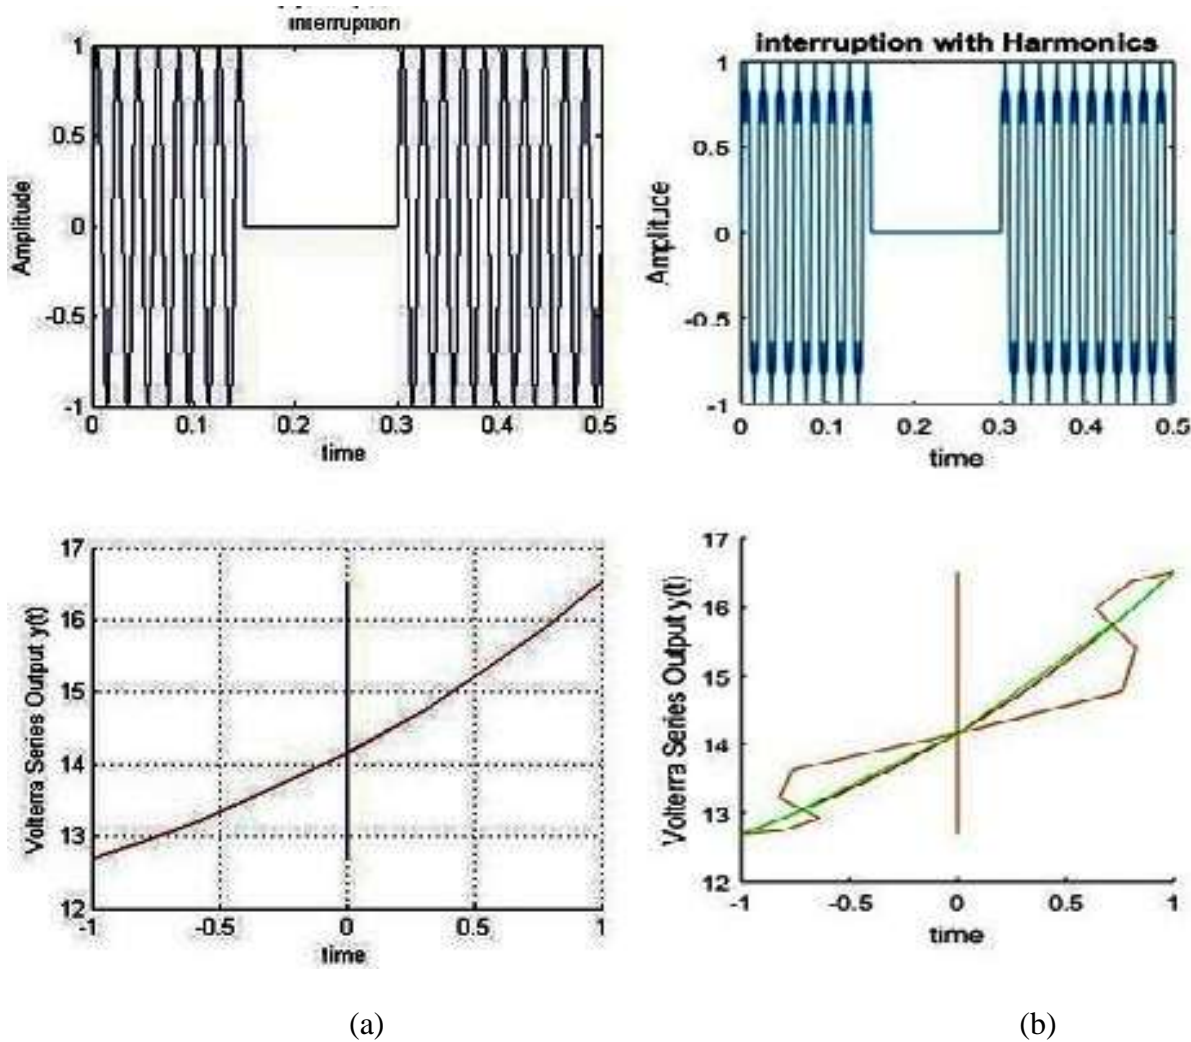 interruption
1
0.5
0
-0.5
-1
Amplitude
0 0.1 0.2 0.3 0.4 0.5
time
interruption with Harmonics
1
0.5
0
-0.5
-1
Amplitude
0 0.1 0.2 0.3 0.4 0.5
time
17
16
15
14
13
12
Volterra Series Output y(t)
-1 -0.5 0 0.5 1
time
17
16
15
14
13
12
Volterra Series Output y(t)
-1 -0.5 0 0.5 1
time
(a) (b)